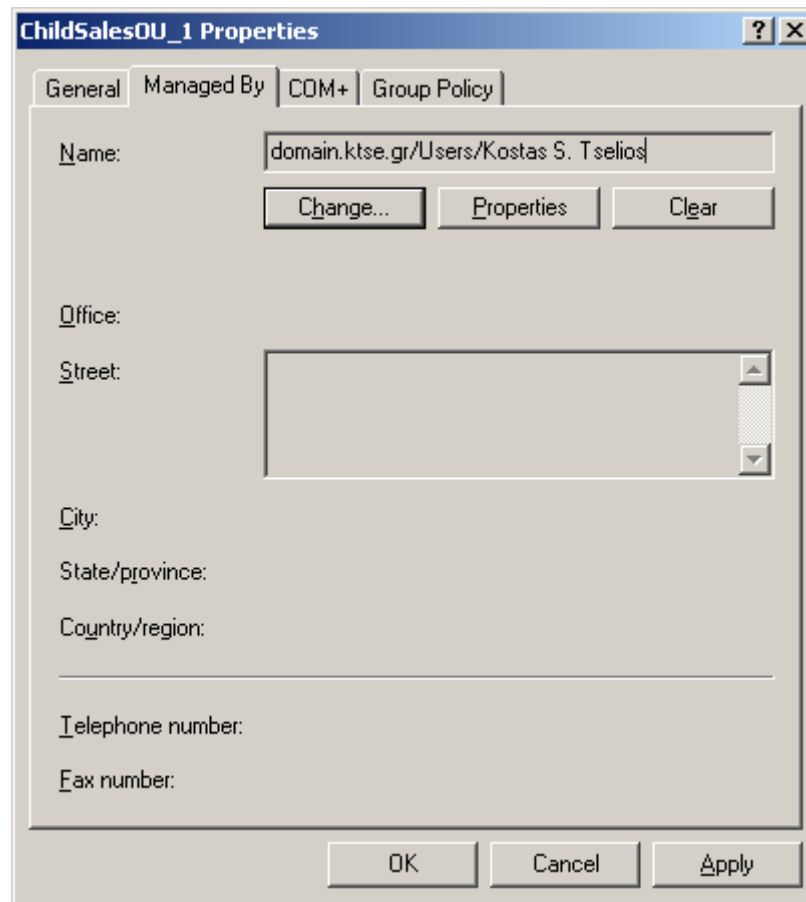 ChildSalesOU_1 Properties
General Managed By COM+ Group Policy
Name: domain.ktse.gr/Users/Kostas S. Tselios
Change... Properties Clear
Office:
Street:
City:
State/province:
Country/region:
Telephone number:
Fax number:
OK Cancel Apply